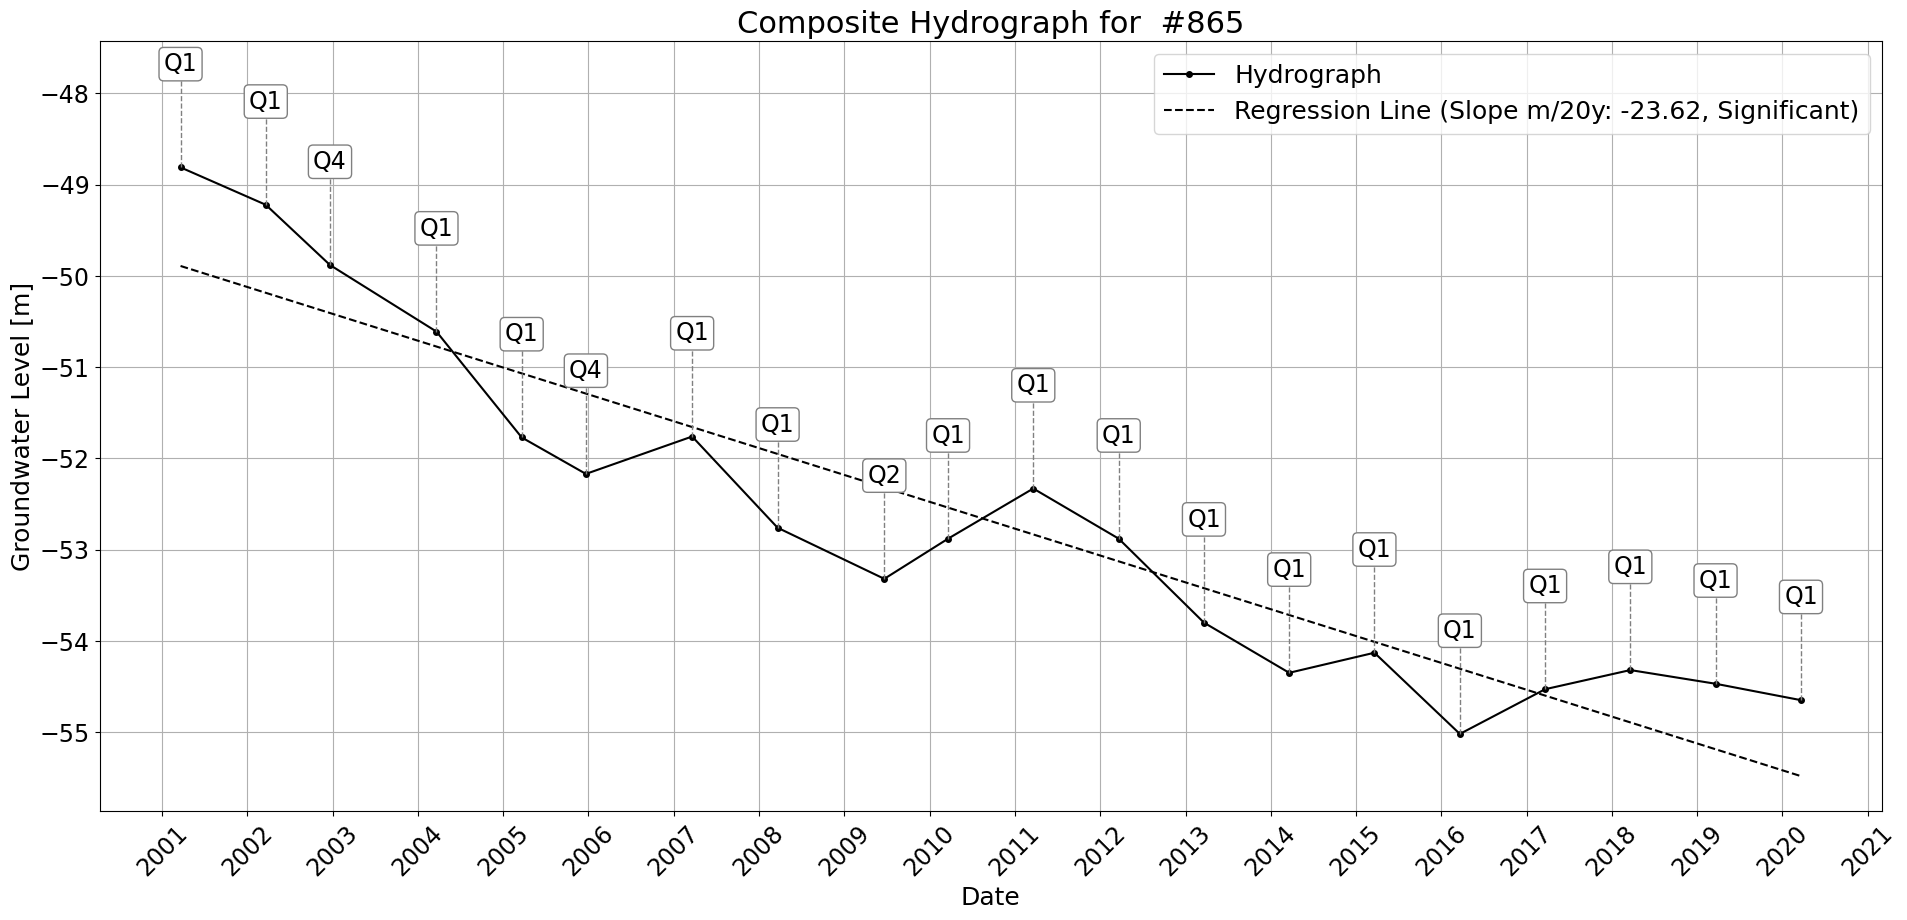 Composite Hydrograph for  #865
Hydrograph
Regression Line (Slope m/20y: -23.62, Significant)
Q1
Q1
Q4
Q1
Q1
Q4
Q1
Q1
Q2
Q1
Q1
Q1
Q1
Q1
Q1
Q1
Q1
Q1
Q1
Q1
Groundwater Level [m]
−48
−49
−50
−51
−52
−53
−54
−55
2001
2002
2003
2004
2005
2006
2007
2008
2009
2010
2011
2012
2013
2014
2015
2016
2017
2018
2019
2020
2021
Date